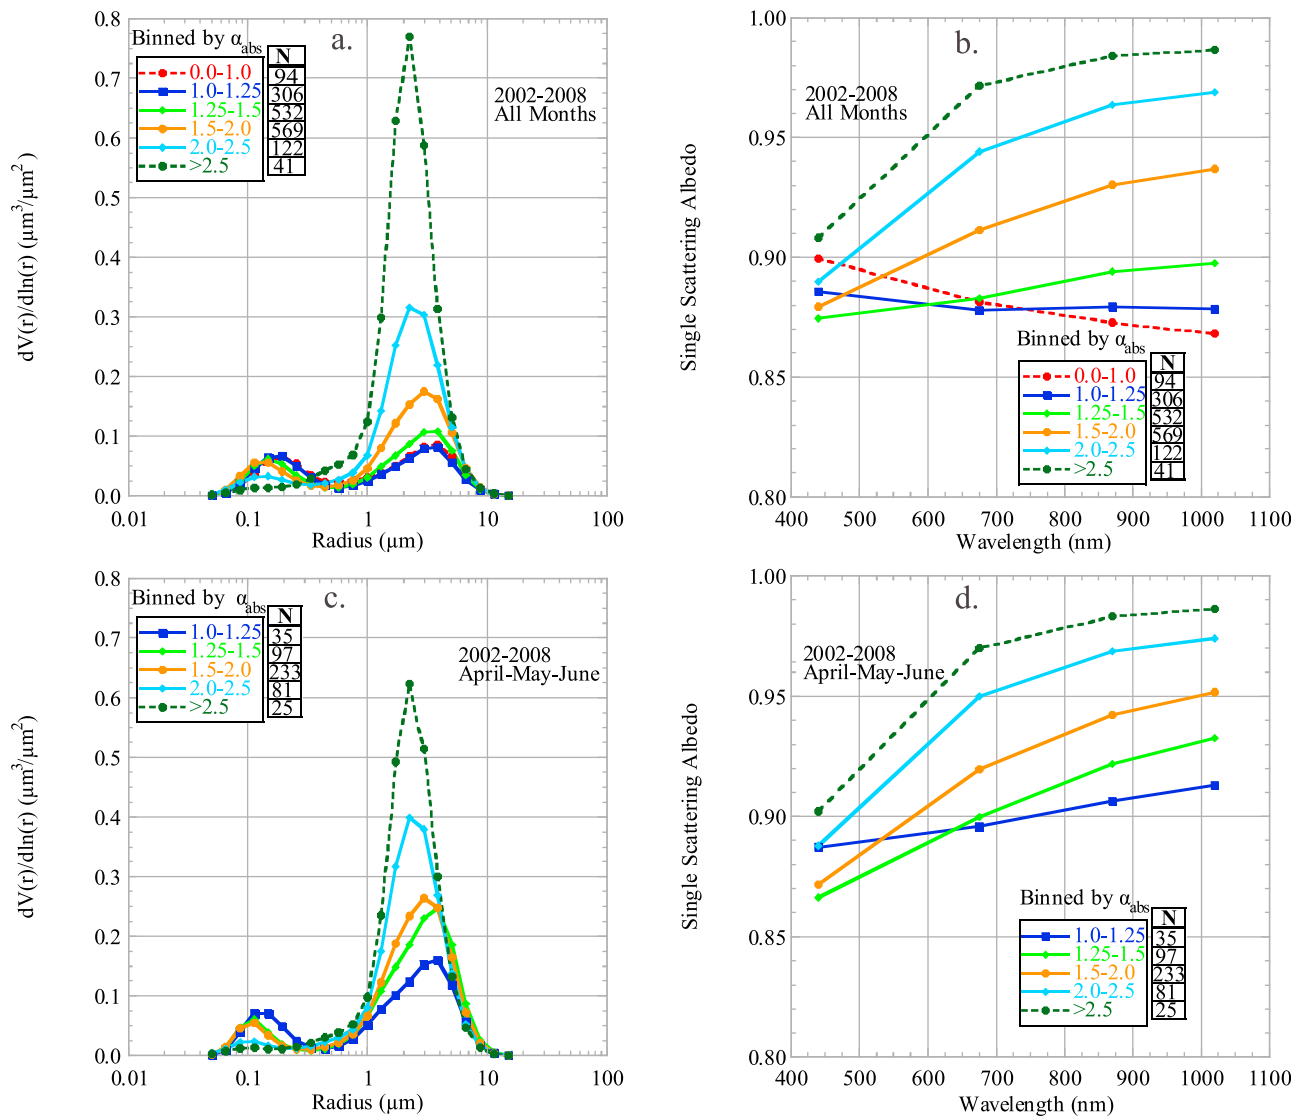 a.
Binned by αabs
N
0.0-1.0 94
1.0-1.25 306
1.25-1.5 532
1.5-2.0 569
2.0-2.5 122
>2.5 41
2002-2008
All Months
0.8
0.7
0.6
0.5
0.4
0.3
0.2
0.1
0.0
dV(r)/dln(r) (μm³/μm²)
0.01 0.1 1 10 100
Radius (μm)
b.
2002-2008
All Months
1.00
0.95
0.90
0.85
0.80
Single Scattering Albedo
Binned by αabs
N
0.0-1.0 94
1.0-1.25 306
1.25-1.5 532
1.5-2.0 569
2.0-2.5 122
>2.5 41
400 500 600 700 800 900 1000 1100
Wavelength (nm)
c.
Binned by αabs
N
1.0-1.25 35
1.25-1.5 97
1.5-2.0 233
2.0-2.5 81
>2.5 25
2002-2008
April-May-June
0.8
0.7
0.6
0.5
0.4
0.3
0.2
0.1
0.0
dV(r)/dln(r) (μm³/μm²)
0.01 0.1 1 10 100
Radius (μm)
d.
2002-2008
April-May-June
1.00
0.95
0.90
0.85
0.80
Single Scattering Albedo
Binned by αabs
N
1.0-1.25 35
1.25-1.5 97
1.5-2.0 233
2.0-2.5 81
>2.5 25
400 500 600 700 800 900 1000 1100
Wavelength (nm)